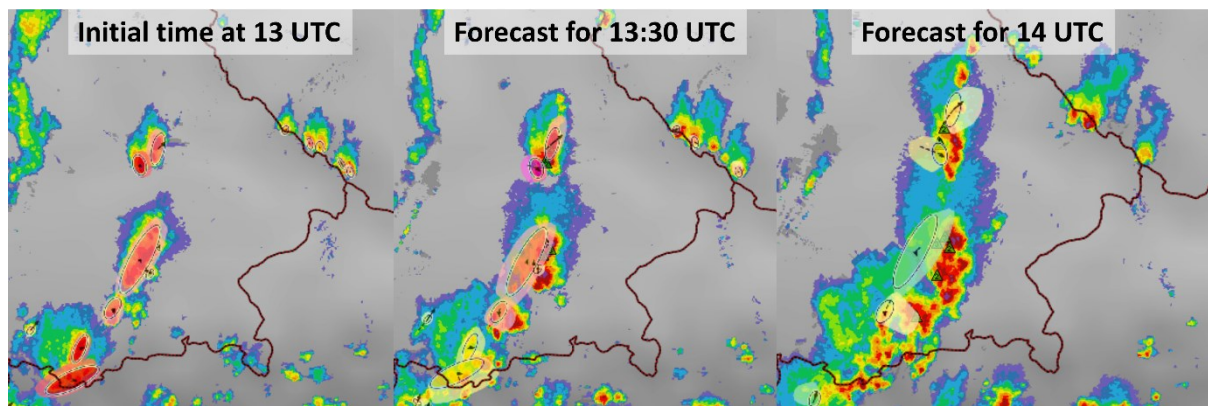 Initial time at 13 UTC
Forecast for 13:30 UTC
Forecast for 14 UTC